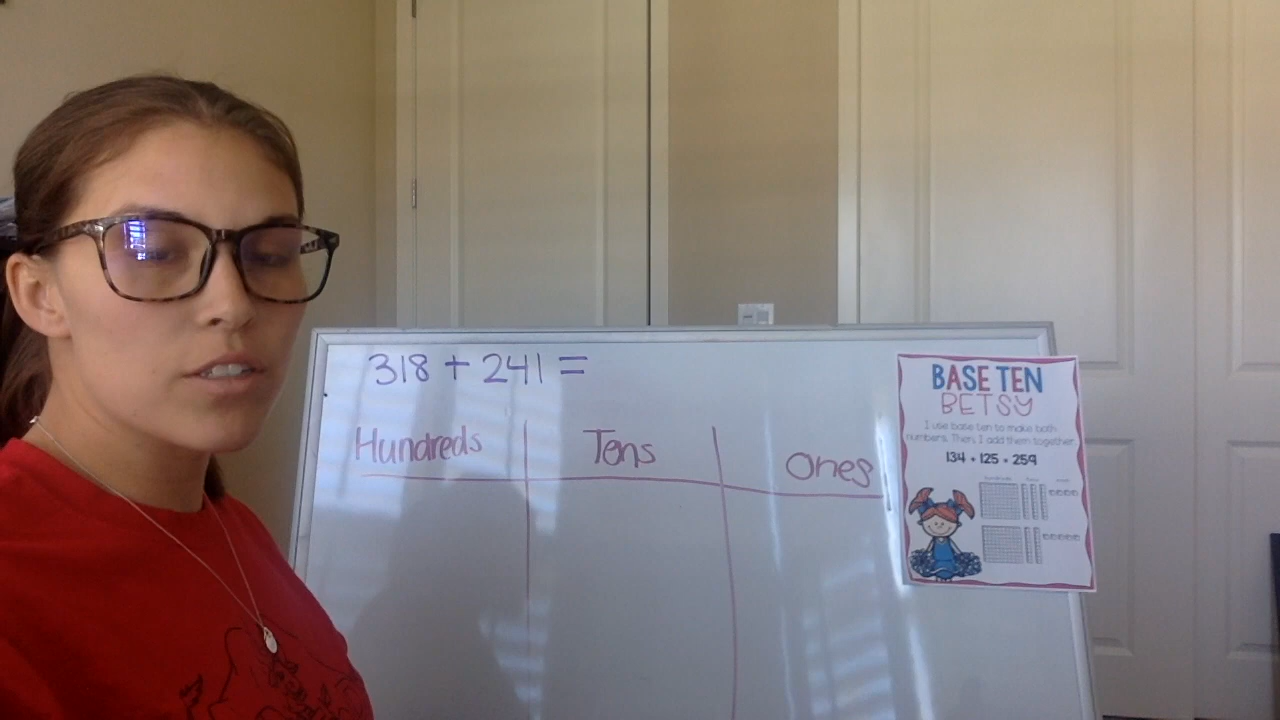 318 + 241 =
Hundreds Tens Ones
BASE TEN
BETSY
I use base ten to make both
numbers. Then, I add them together.
134 + 125 = 259